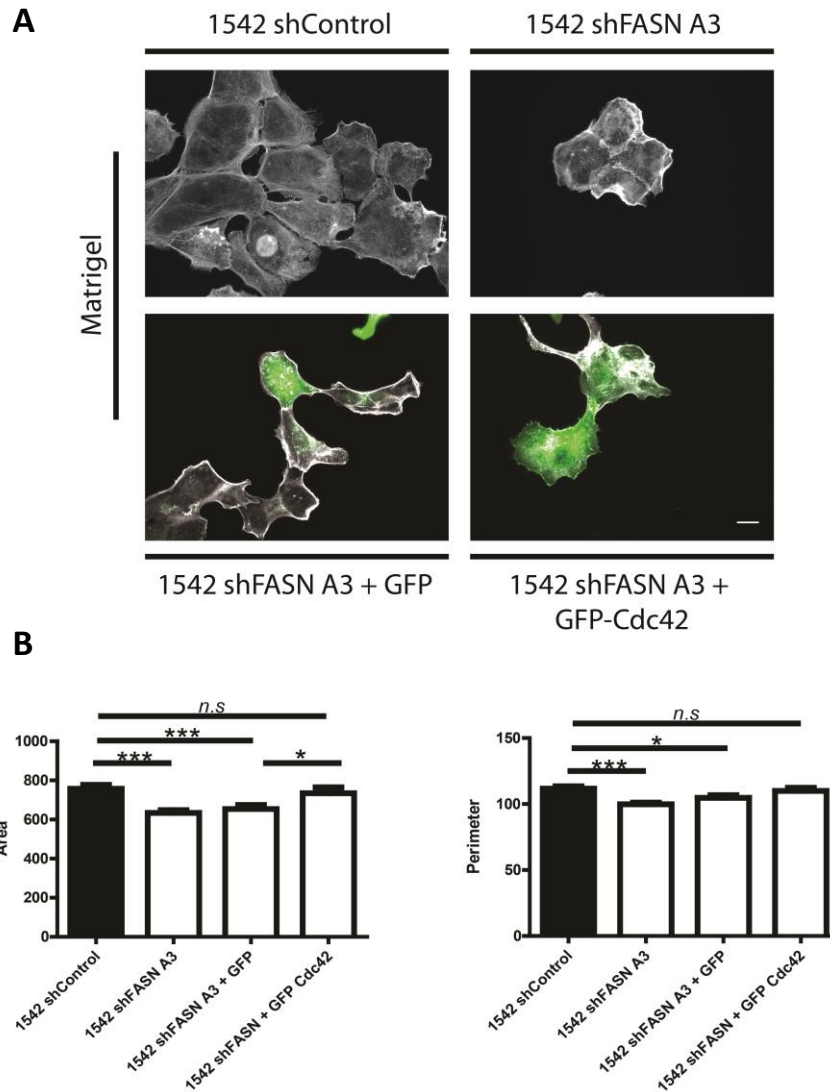 A
1542 shControl
1542 shFASN A3
Matrigel
1542 shFASN A3 + GFP
1542 shFASN A3 +
GFP-Cdc42
B
n.s
***
***
*
1000
800
600
400
200
0
Area
1542 shControl
1542 shFASN A3
1542 shFASN A3 + GFP
1542 shFASN + GFP Cdc42
n.s
*
***
150
100
50
0
Perimeter
1542 shControl
1542 shFASN A3
1542 shFASN A3 + GFP
1542 shFASN + GFP Cdc42